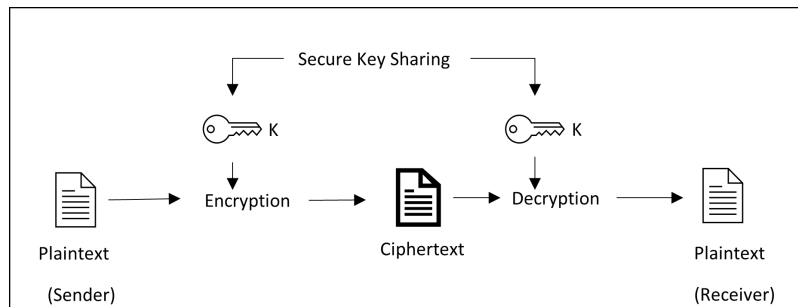 Secure Key Sharing
K
K
Encryption
Decryption
Plaintext
Ciphertext
Plaintext
(Sender)
(Receiver)